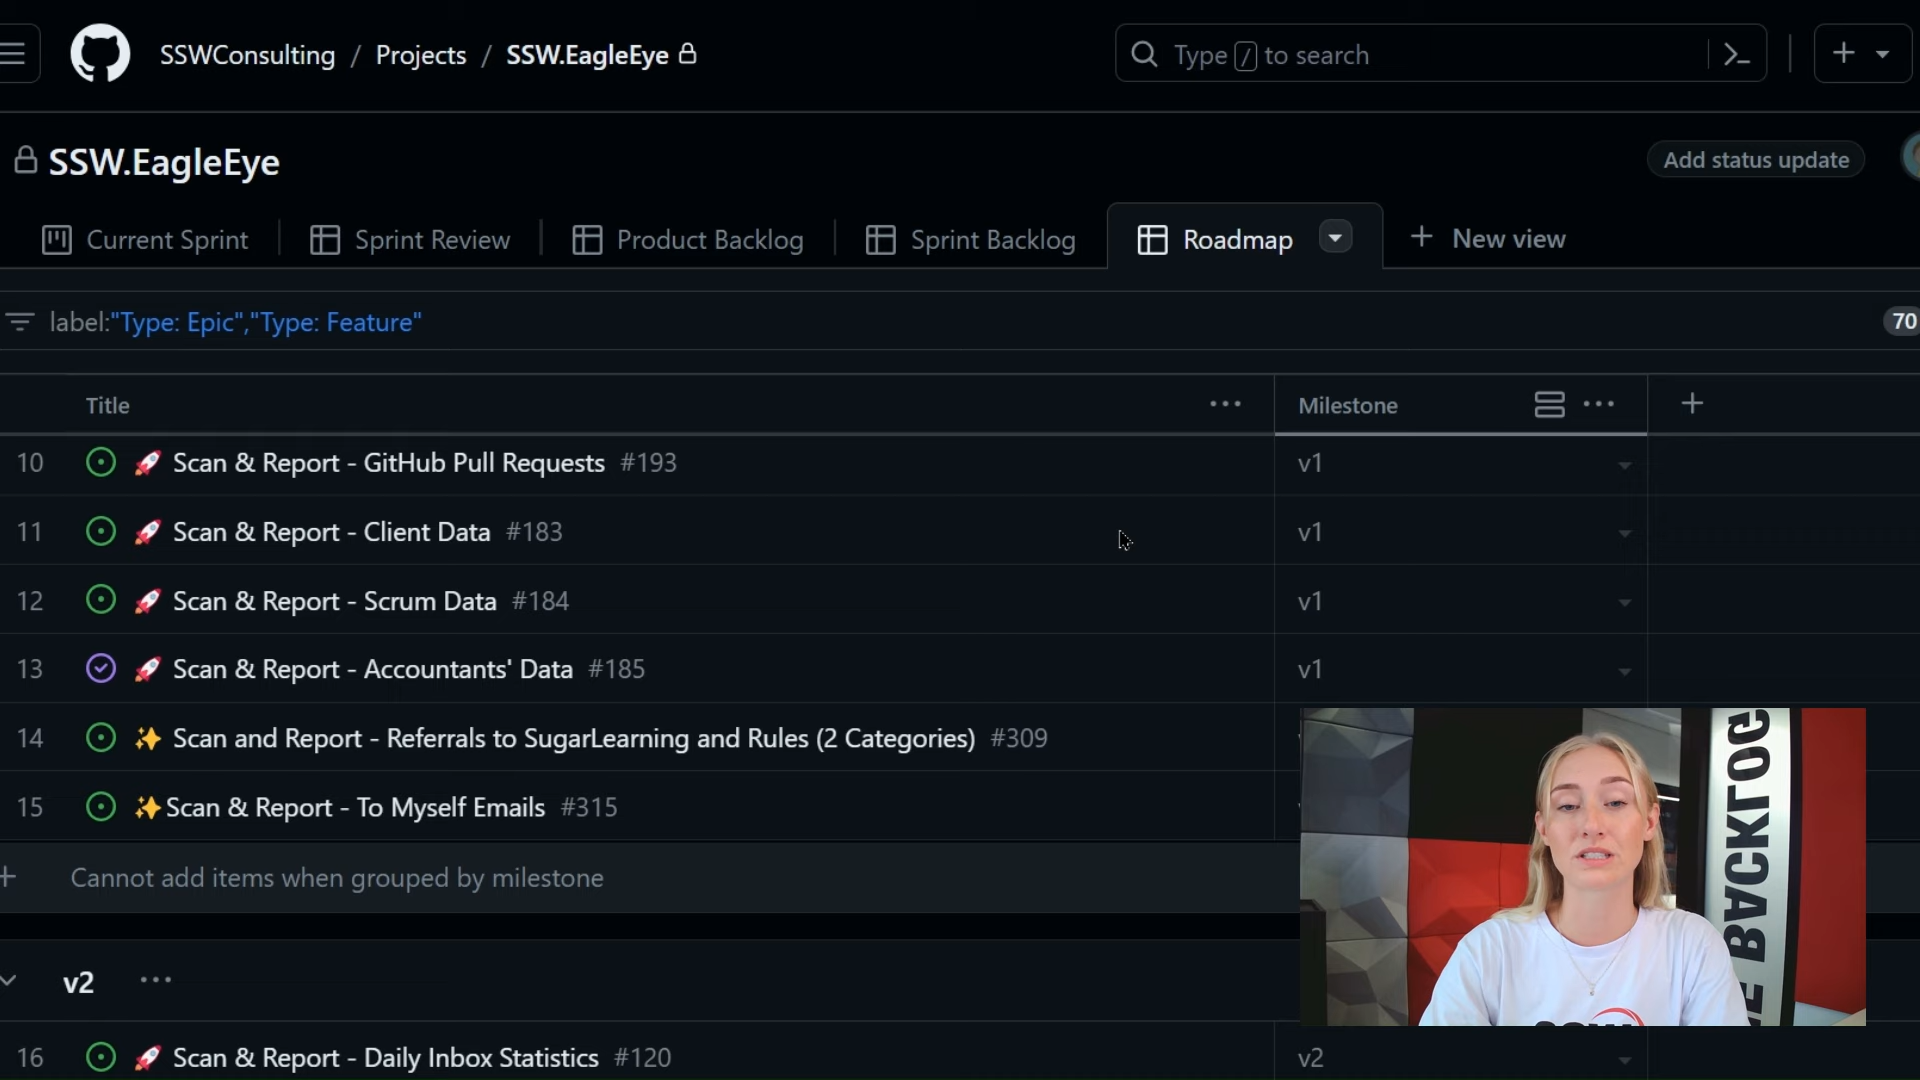 SSWConsulting / Projects / SSW.EagleEye
Type / to search
SSW.EagleEye
Add status update
Current Sprint
Sprint Review
Product Backlog
Sprint Backlog
Roadmap
New view
label:"Type: Epic","Type: Feature"
70
Title
Milestone
10 Scan & Report - GitHub Pull Requests #193 v1
11 Scan & Report - Client Data #183 v1
12 Scan & Report - Scrum Data #184 v1
13 Scan & Report - Accountants' Data #185 v1
14 Scan and Report - Referrals to SugarLearning and Rules (2 Categories) #309
15 Scan & Report - To Myself Emails #315
Cannot add items when grouped by milestone
v2
16 Scan & Report - Daily Inbox Statistics #120 v2
BACKLOG